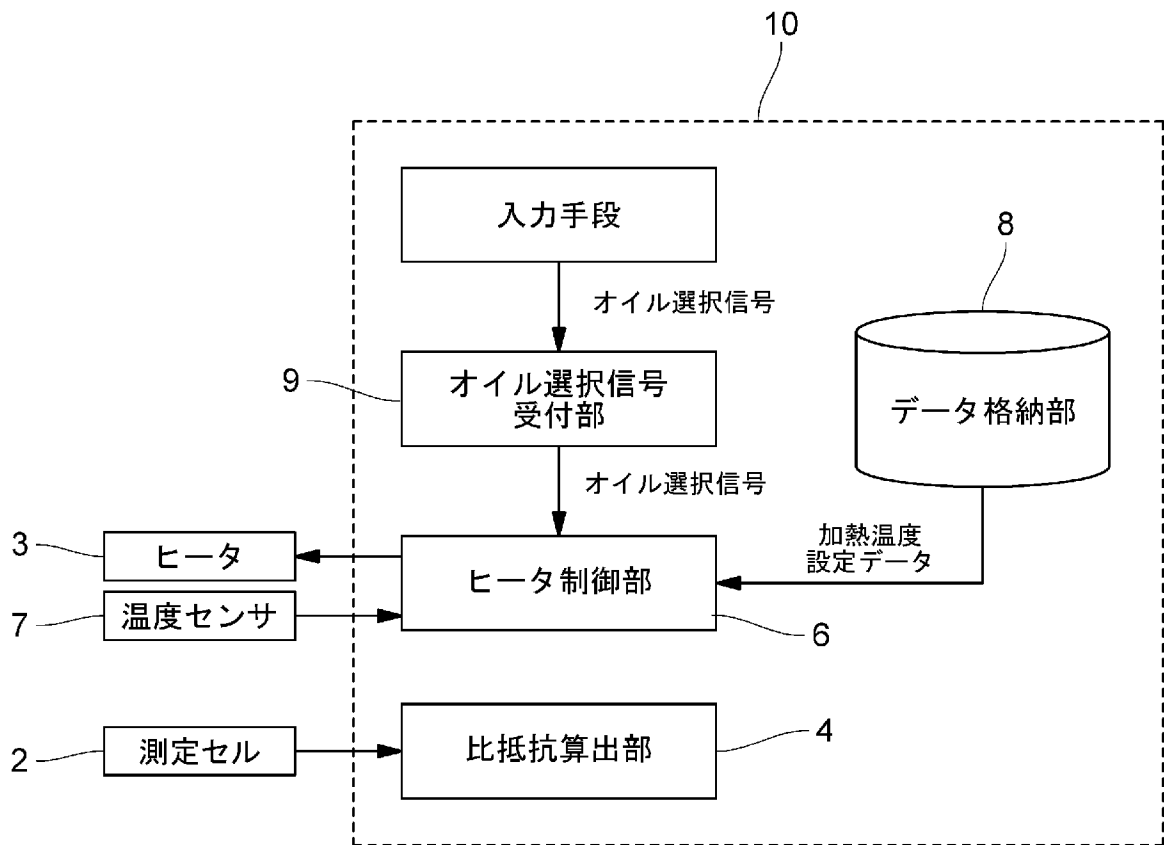 10
入力手段
オイル選択信号
8
9
オイル選択信号
受付部
データ格納部
オイル選択信号
3
ヒータ
ヒータ制御部
加熱温度
設定データ
7
温度センサ
6
2
測定セル
比抵抗算出部
4